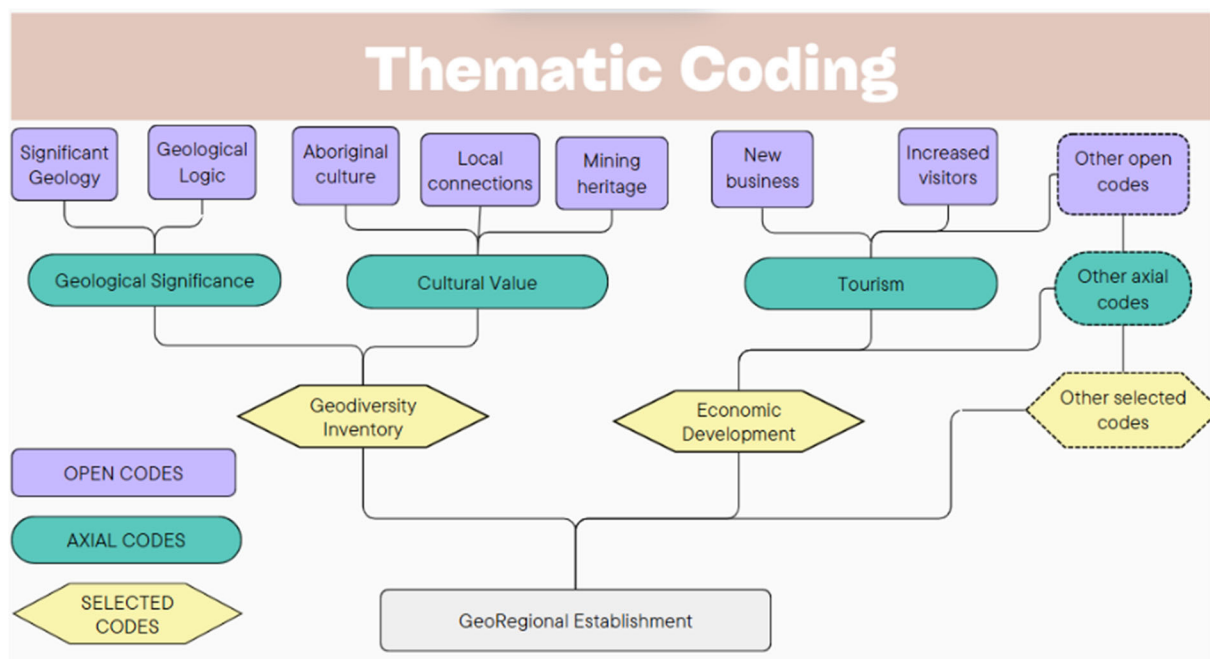 Thematic Coding
Significant
Geology
Geological
Logic
Aboriginal
culture
Local
connections
Mining
heritage
New
business
Increased
visitors
Other open
codes
Geological Significance
Cultural Value
Tourism
Other axial
codes
Geodiversity
Inventory
Economic
Development
Other selected
codes
OPEN CODES
AXIAL CODES
SELECTED
CODES
GeoRegional Establishment